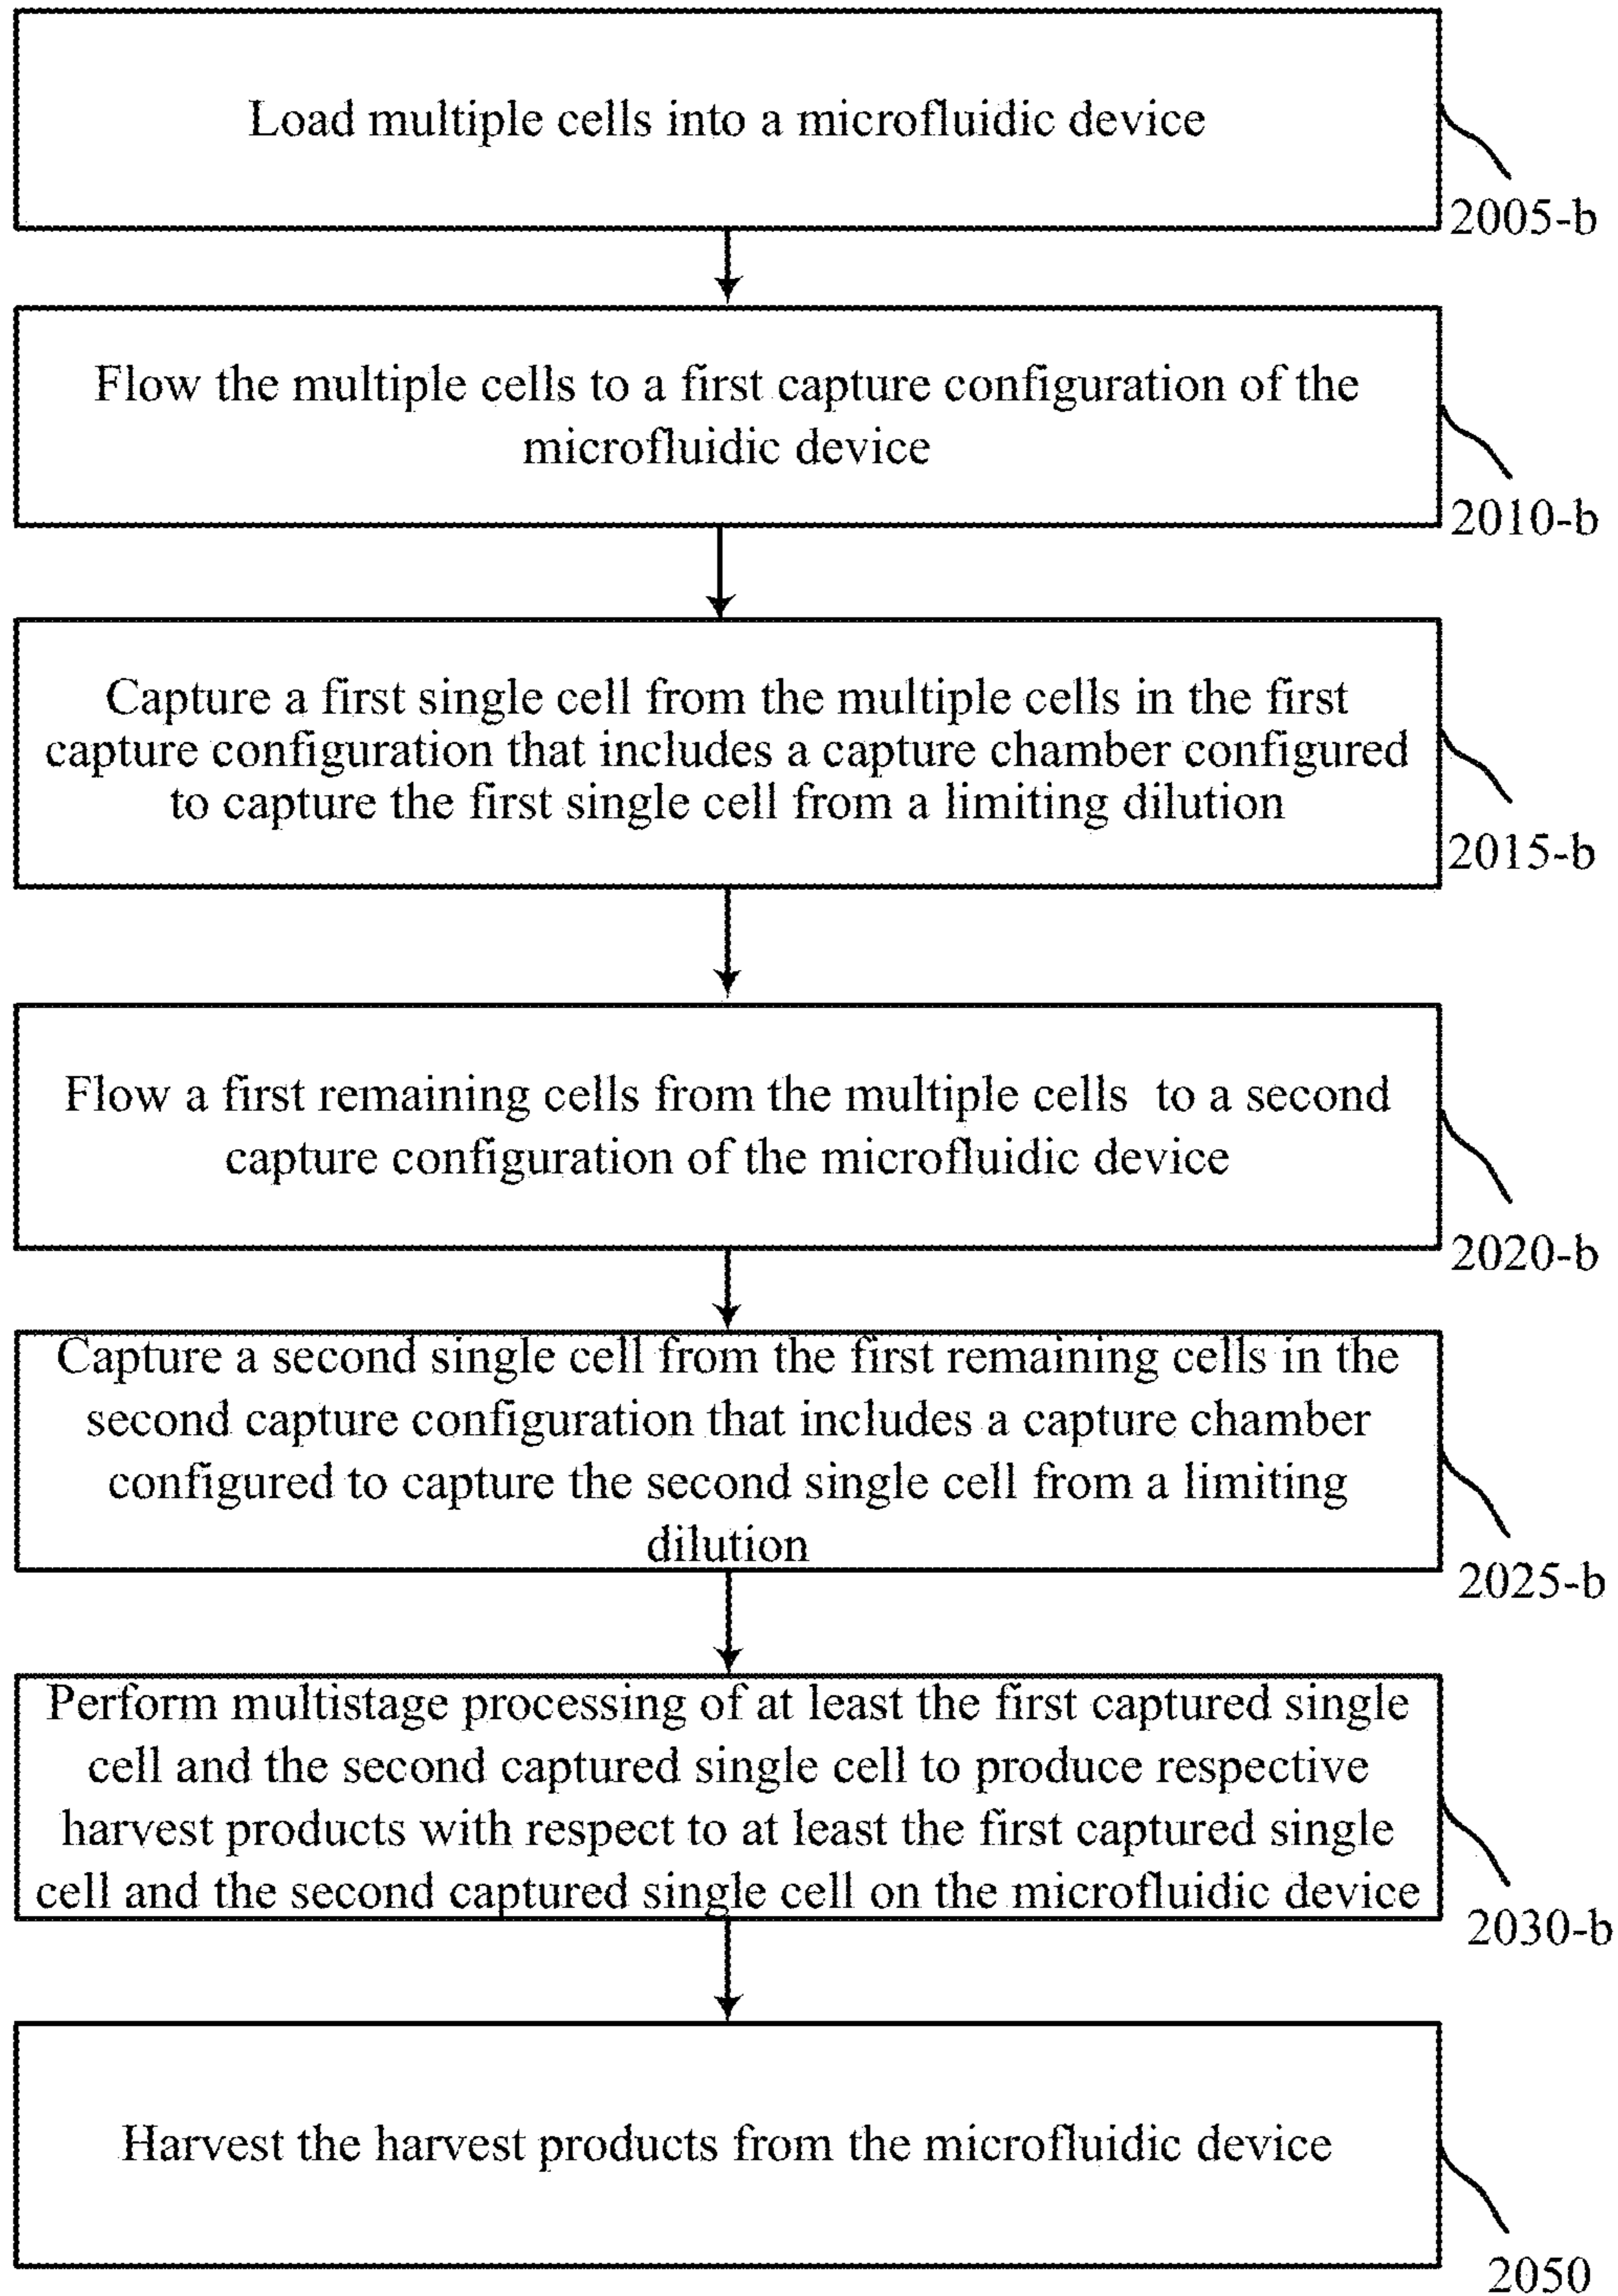 Load multiple cells into a microfluidic device
2005-b
Flow the multiple cells to a first capture configuration of the
microfluidic device
2010-b
Capture a first single cell from the multiple cells in the first
capture configuration that includes a capture chamber configured
to capture the first single cell from a limiting dilution
2015-b
Flow a first remaining cells from the multiple cells to a second
capture configuration of the microfluidic device
2020-b
Capture a second single cell from the first remaining cells in the
second capture configuration that includes a capture chamber
configured to capture the second single cell from a limiting
dilution
2025-b
Perform multistage processing of at least the first captured single
cell and the second captured single cell to produce respective
harvest products with respect to at least the first captured single
cell and the second captured single cell on the microfluidic device
2030-b
Harvest the harvest products from the microfluidic device
2050